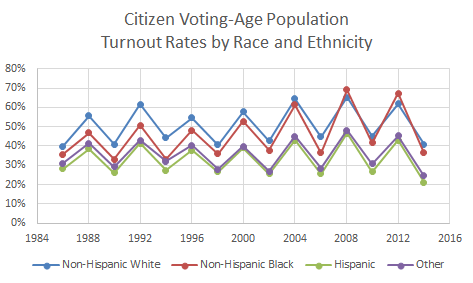 Citizen Voting-Age Population
Turnout Rates by Race and Ethnicity
80%
70%
60%
50%
40%
30%
20%
10%
0%
1984 1988 1992 1996 2000 2004 2008 2012 2016
Non-Hispanic White Non-Hispanic Black Hispanic Other